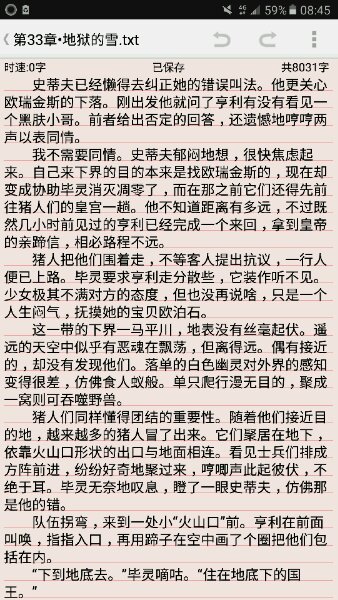 59% 08:45
第33章•地狱的雪.txt
时速:0字 已保存 共8031字
史蒂夫已经懒得去纠正她的错误叫法。他更关心
欧瑞金斯的下落。刚出发他就问了亨利有没有看见一
个黑肤小哥。前者给出否定的回答，还遗憾地哼哼两
声以表同情。
我不需要同情。史蒂夫郁闷地想，很快焦虑起
来。自己来下界的目的本来是找欧瑞金斯的，现在却
变成协助毕灵消灭凋零了，而在那之前它们还得先前
往猪人们的皇宫一趟。他不知道距离有多远，不过既
然几小时前见过的亨利已经完成一个来回，拿到皇帝
的亲蹄信，相必路程不远。
猪人把他们围着走，不等客人提出抗议，一行人
便已上路。毕灵要求亨利走分散些，它装作听不见。
少女极其不满对方的态度，但也没再说啥，只是一个
人生闷气，抚摸她的宝贝欧泊石。
这一带的下界一马平川，地表没有丝毫起伏。遥
远的天空中似乎有恶魂在飘荡，但离得远。偶有接近
的，却没有发现他们。落单的白色幽灵对外界的感知
变得很差，仿佛食人蚁般。单只爬行漫无目的，聚成
一窝则可吞噬野兽。
猪人们同样懂得团结的重要性。随着他们接近目
的地，越来越多的猪人冒了出来。它们聚居在地下，
依靠火山口形状的出口与地面相连。看见士兵们排成
方阵前进，纷纷好奇地聚过来，哼唧声此起彼伏，不
绝于耳。毕灵无奈地叹息，瞪了一眼史蒂夫，仿佛那
是他的错。
队伍拐弯，来到一处小“火山口”前。亨利在前面
叫唤，指指入口，再用蹄子在空中画了个圈把他们包
括在内。
“下到地底去。”毕灵嘀咕。“住在地底下的国
王。”